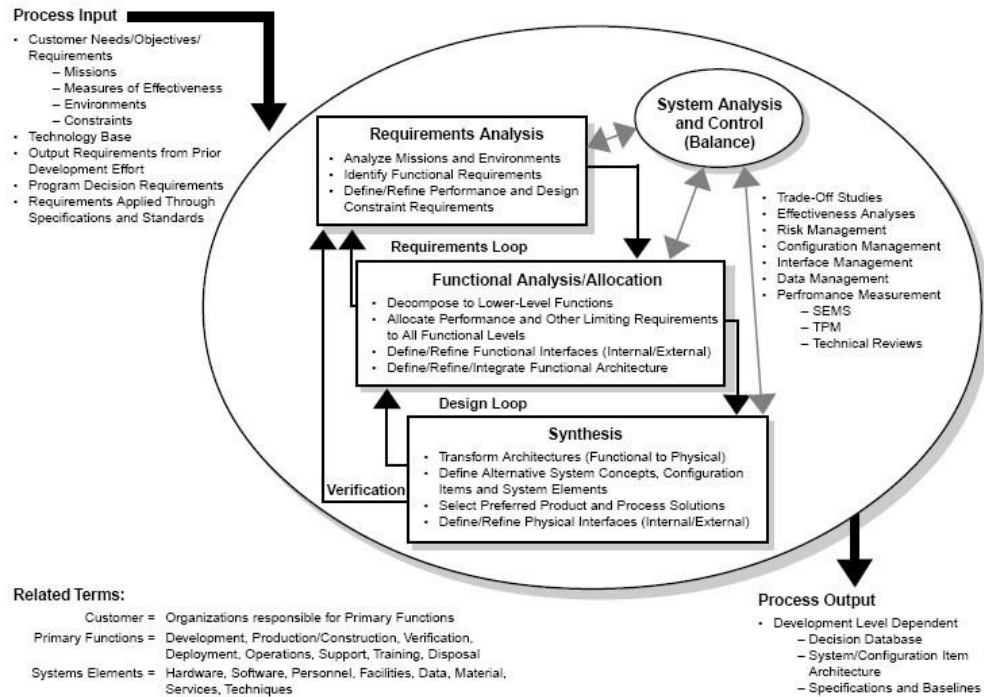 Process Input
• Customer Needs/Objectives/
Requirements
– Missions
– Measures of Effectiveness
– Environments
– Constraints
• Technology Base
• Output Requirements from Prior
Development Effort
• Program Decision Requirements
• Requirements Applied Through
Specifications and Standards
System Analysis
and Control
(Balance)
Requirements Analysis
• Analyze Missions and Environments
• Identify Functional Requirements
• Define/Refine Performance and Design
Constraint Requirements
• Trade-Off Studies
• Effectiveness Analyses
• Risk Management
• Configuration Management
• Interface Management
• Data Management
• Perfromance Measurement
– SEMS
– TPM
– Technical Reviews
Requirements Loop
Functional Analysis/Allocation
• Decompose to Lower-Level Functions
• Allocate Performance and Other Limiting Requirements
to All Functional Levels
• Define/Refine Functional Interfaces (Internal/External)
• Define/Refine/Integrate Functional Architecture
Design Loop
Synthesis
• Transform Architectures (Functional to Physical)
• Define Alternative System Concepts, Configuration
Items and System Elements
• Select Preferred Product and Process Solutions
• Define/Refine Physical Interfaces (Internal/External)
Verification
Related Terms:
Customer = Organizations responsible for Primary Functions
Primary Functions = Development, Production/Construction, Verification,
Deployment, Operations, Support, Training, Disposal
Systems Elements = Hardware, Software, Personnel, Facilities, Data, Material,
Services, Techniques
Process Output
• Development Level Dependent
– Decision Database
– System/Configuration Item
Architecture
– Specifications and Baselines